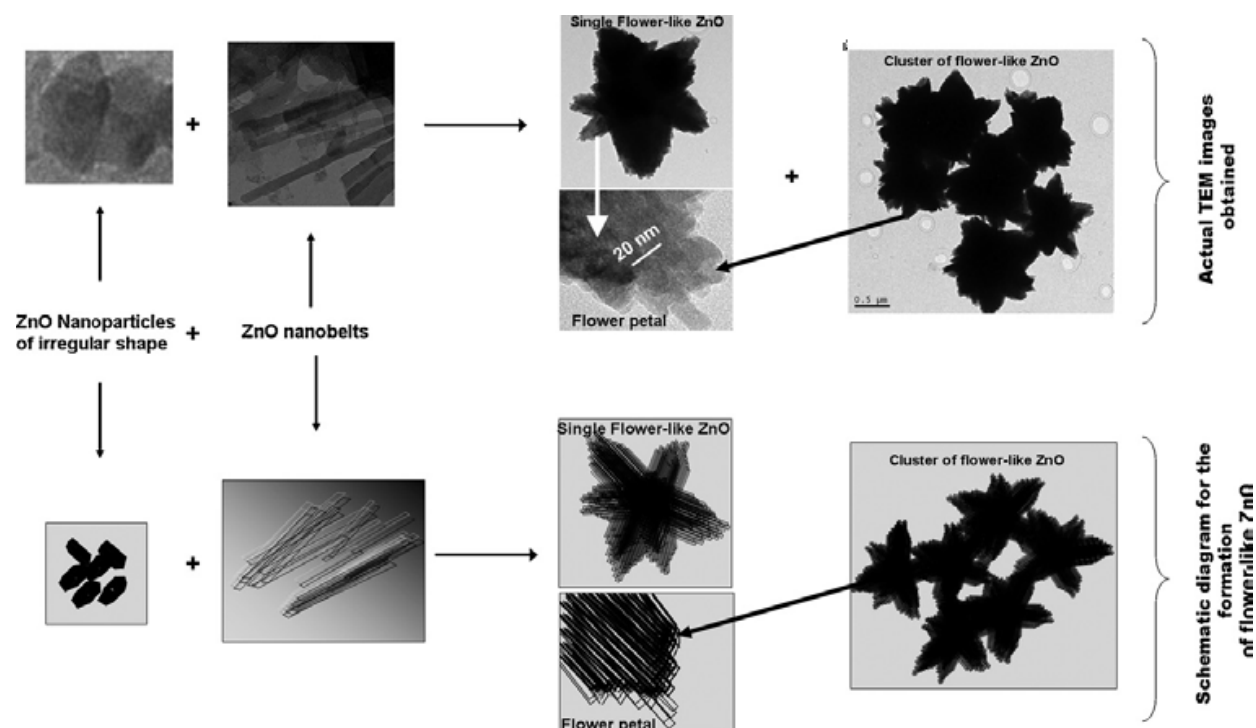 Single Flower-like ZnO
Cluster of flower-like ZnO
+
+
+
20 nm
Flower petal
0.5 µm
Actual TEM images
obtained
ZnO Nanoparticles
of irregular shape
+
ZnO nanobelts
Single Flower-like ZnO
Cluster of flower-like ZnO
+
Flower petal
Schematic diagram for the
formation
of flower-like ZnO